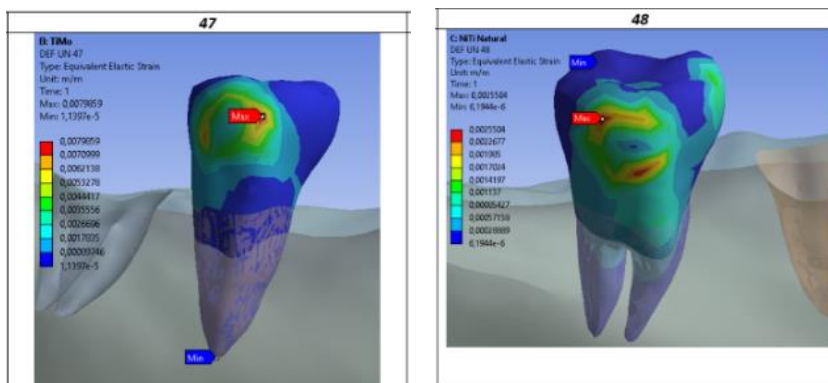 47
B: TiMo
DEF UN 47
Type: Equivalent Elastic Strain
Unit: m/m
Time: 1
Max: 0,0079859
Min: 1,1397e-5
0,0079859
0,0070999
0,0062138
0,0053278
0,0044417
0,0035556
0,0026696
0,0017835
0,00089746
1,1397e-5
Max
Min
48
C: NiTi Natural
DEF UN 48
Type: Equivalent Elastic Strain
Unit: m/m
Time: 1
Max: 0,0025504
Min: 6,1944e-6
0,0025504
0,0022677
0,001985
0,0017024
0,0014197
0,001137
0,00057159
0,00028889
6,1944e-6
Min
Max